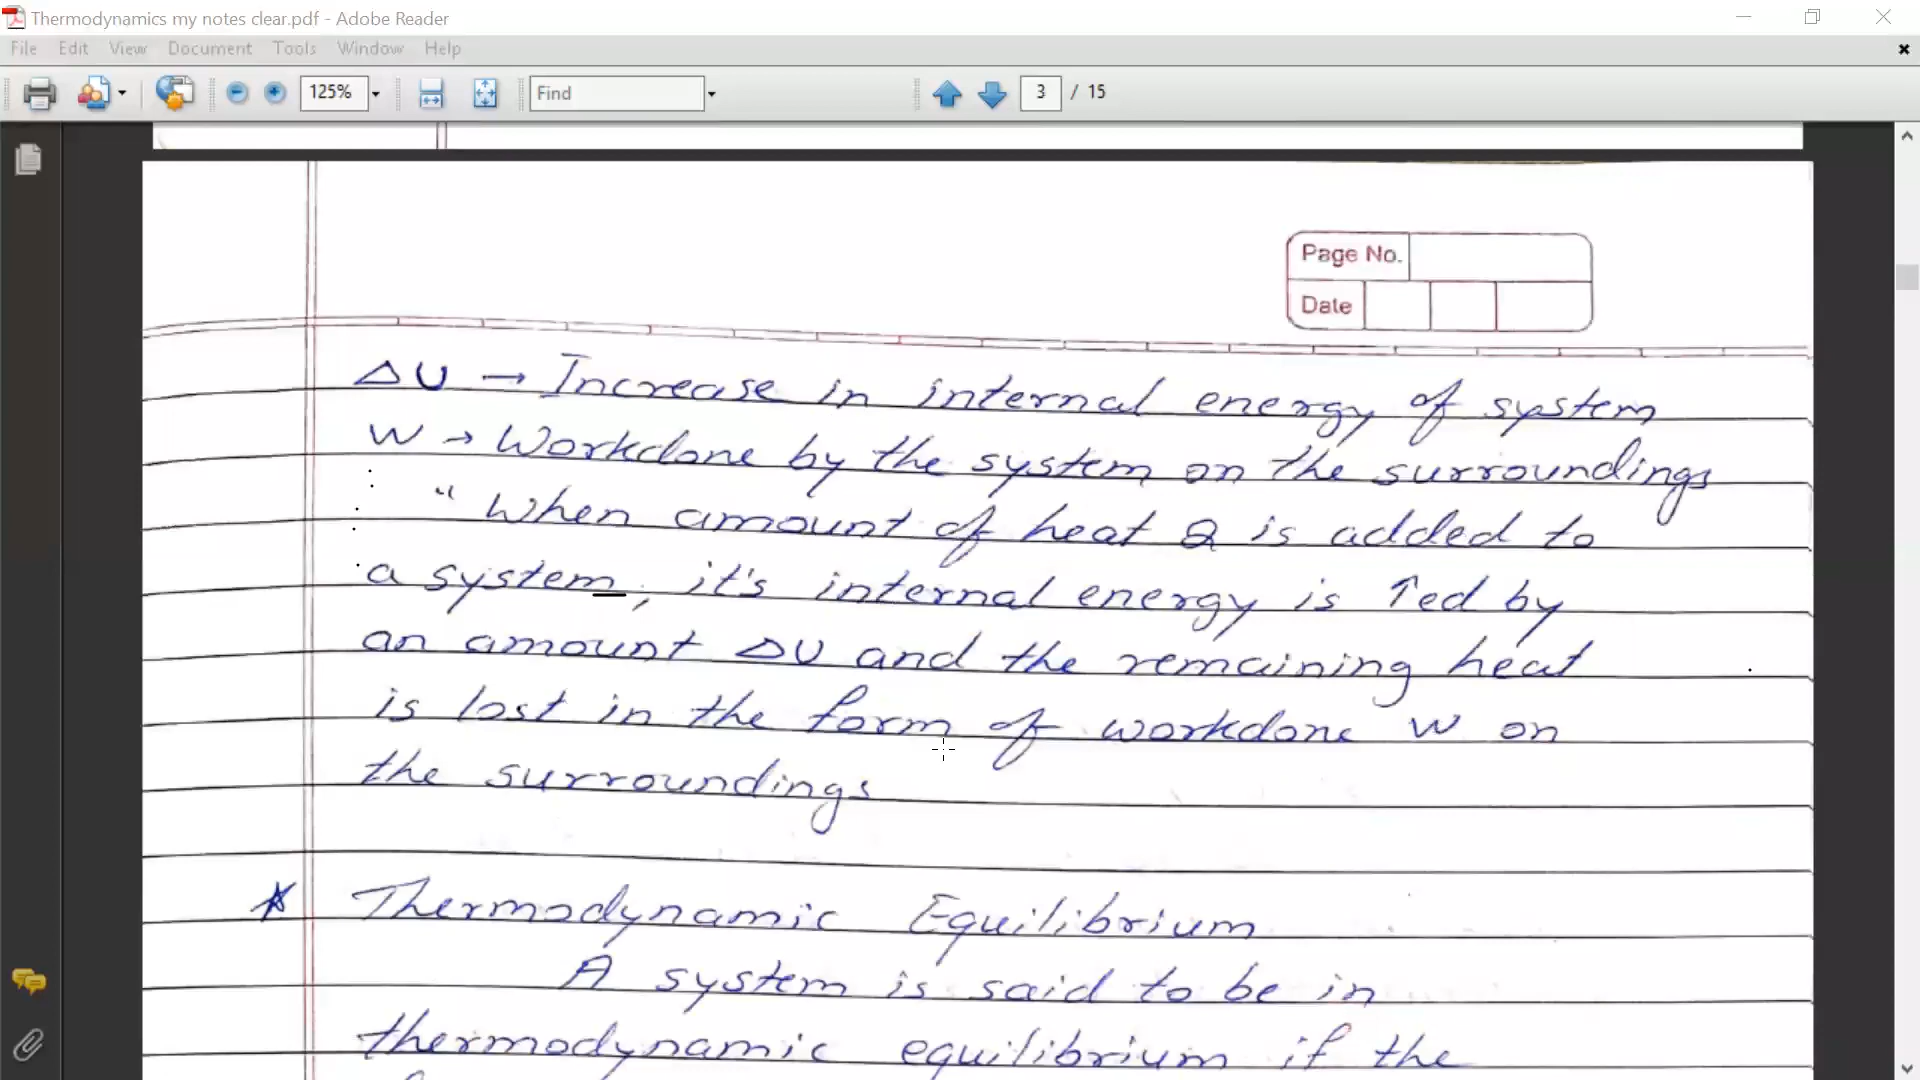 Thermodynamics my notes clear.pdf - Adobe Reader
File Edit View Document Tools Window Help
125% Find 3 / 15
Page No.
Date
ΔU → Increase in internal energy of system
W → Workdone by the system on the surroundings
“ When amount of heat Q is added to
a system, it's internal energy is ↑ed by
an amount ΔU and the remaining heat
is lost in the form of workdone W on
the surroundings
* Thermodynamic Equilibrium
A system is said to be in
thermodynamic equilibrium if the